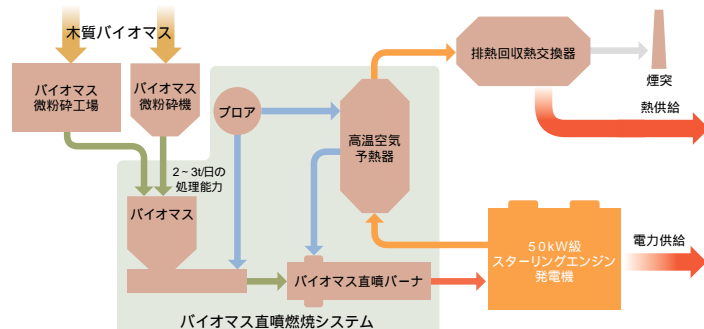 木質バイオマス
バイオマス
微粉砕工場
バイオマス
微粉砕機
ブロア
高温空気
予熱器
排熱回収熱交換器
煙突
熱供給
2~3t/日の
処理能力
バイオマス
バイオマス直噴バーナ
50kW級
スターリングエンジン
発電機
電力供給
バイオマス直噴燃焼システム